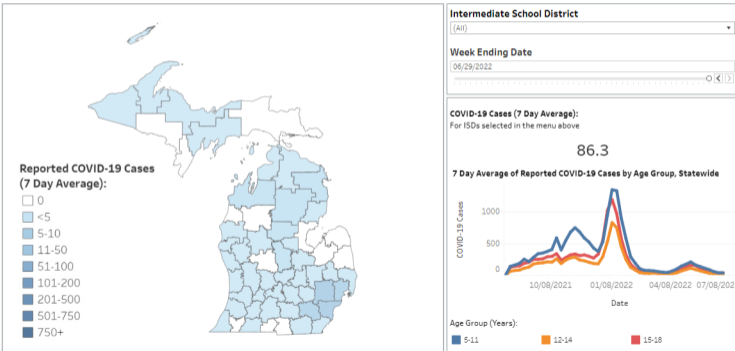 Intermediate School District
(All)
Week Ending Date
06/29/2022
Reported COVID-19 Cases
(7 Day Average):
0
<5
5-10
11-50
51-100
101-200
201-500
501-750
750+
COVID-19 Cases (7 Day Average):
For ISDs selected in the menu above
86.3
7 Day Average of Reported COVID-19 Cases by Age Group, Statewide
COVID-19 Cases
1000
500
0
10/08/2021 01/08/2022 04/08/2022 07/08/202
Date
Age Group (Years):
5-11 12-14 15-18